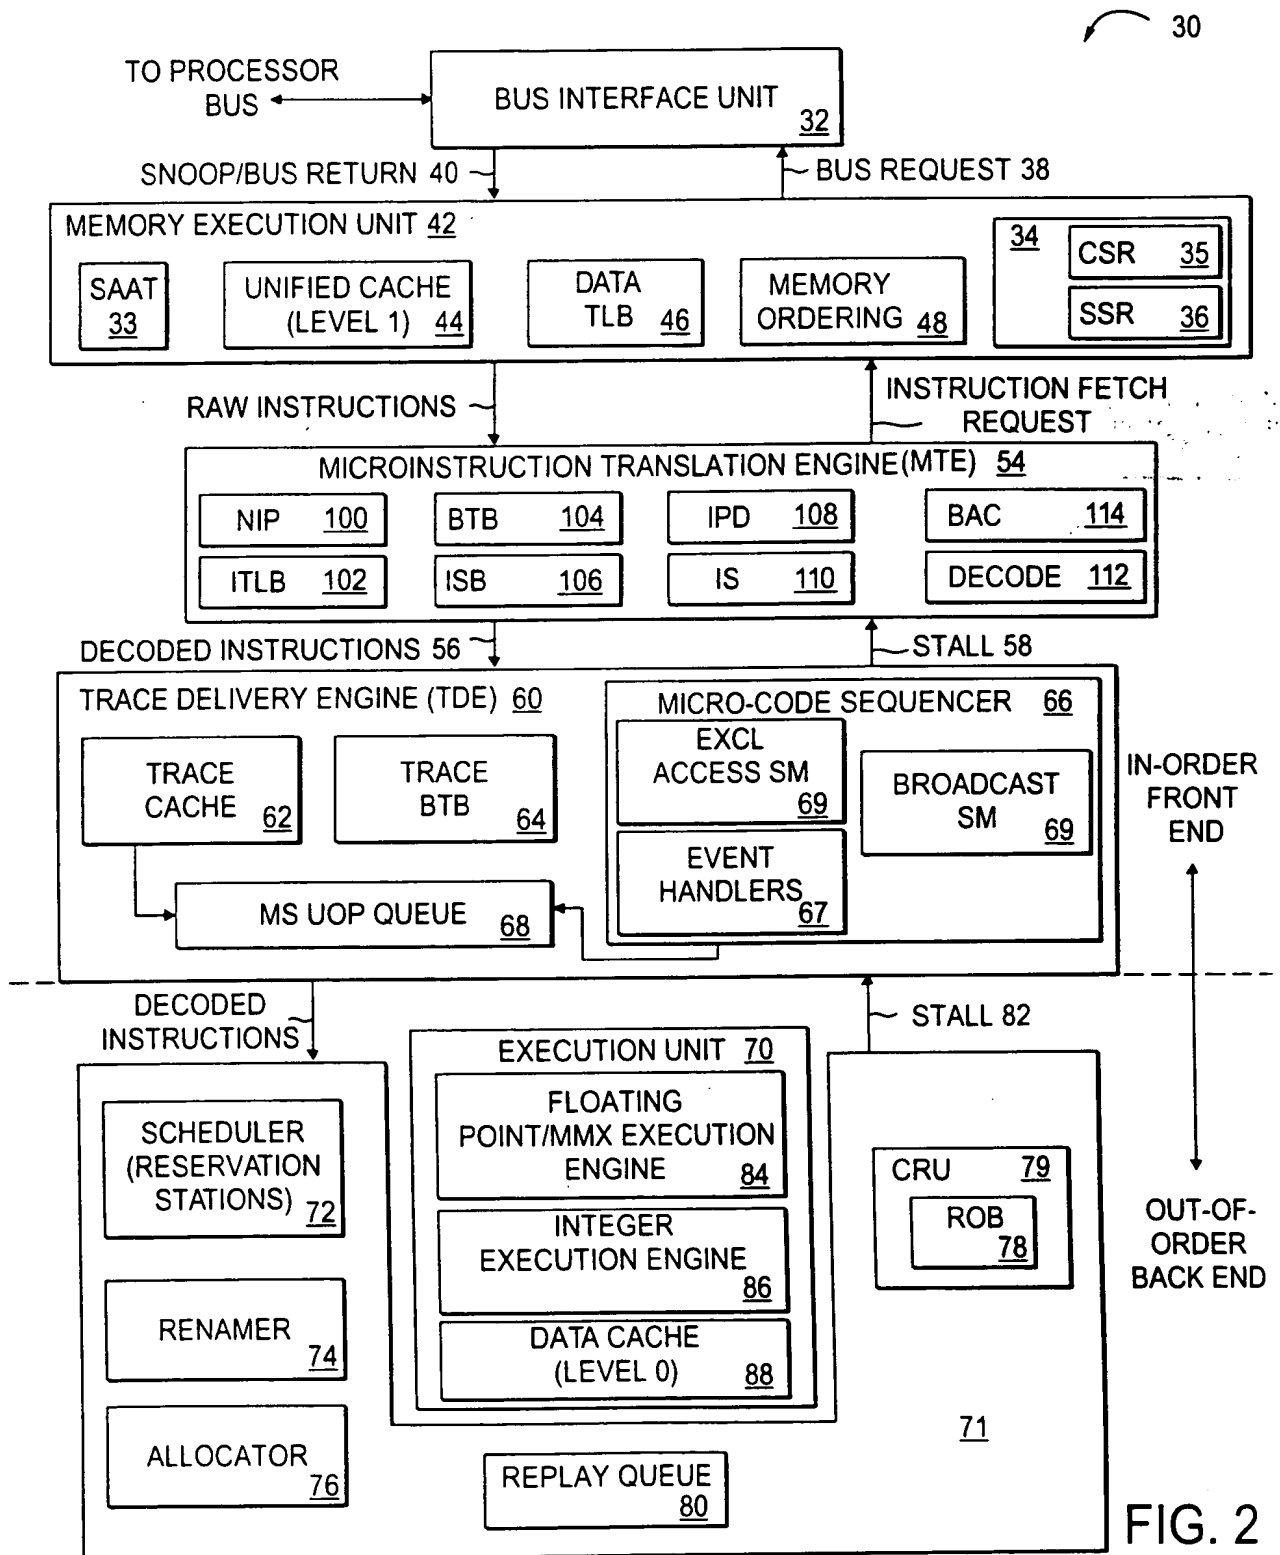 30
TO PROCESSOR
BUS
BUS INTERFACE UNIT
32
SNOOP/BUS RETURN 40
BUS REQUEST 38
MEMORY EXECUTION UNIT 42
SAAT
33
UNIFIED CACHE
(LEVEL 1) 44
DATA
TLB 46
MEMORY
ORDERING 48
34
CSR 35
SSR 36
RAW INSTRUCTIONS
INSTRUCTION FETCH
REQUEST
MICROINSTRUCTION TRANSLATION ENGINE(MTE) 54
NIP 100
BTB 104
IPD 108
BAC 114
ITLB 102
ISB 106
IS 110
DECODE 112
DECODED INSTRUCTIONS 56
STALL 58
TRACE DELIVERY ENGINE (TDE) 60
MICRO-CODE SEQUENCER 66
TRACE
CACHE
62
TRACE
BTB
64
EXCL
ACCESS SM
69
BROADCAST
SM
69
EVENT
HANDLERS
67
MS UOP QUEUE
68
IN-ORDER
FRONT
END
DECODED
INSTRUCTIONS
STALL 82
EXECUTION UNIT 70
SCHEDULER
(RESERVATION
STATIONS)
72
FLOATING
POINT/MMX EXECUTION
ENGINE
84
INTEGER
EXECUTION ENGINE
86
DATA CACHE
(LEVEL 0)
88
CRU 79
ROB
78
OUT-OF-
ORDER
BACK END
RENAMER
74
ALLOCATOR
76
REPLAY QUEUE
80
71
FIG. 2